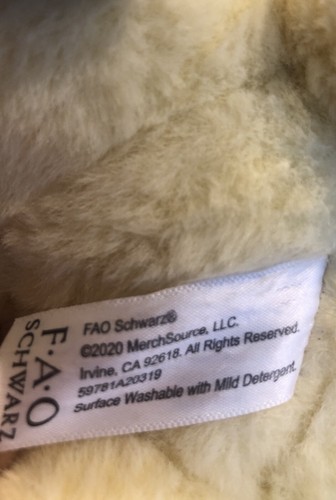 F·A·O
SCHWARZ
FAO Schwarz®
©2020 MerchSource, LLC.
Irvine, CA 92618. All Rights Reserved.
59781A20319
Surface Washable with Mild Detergent.